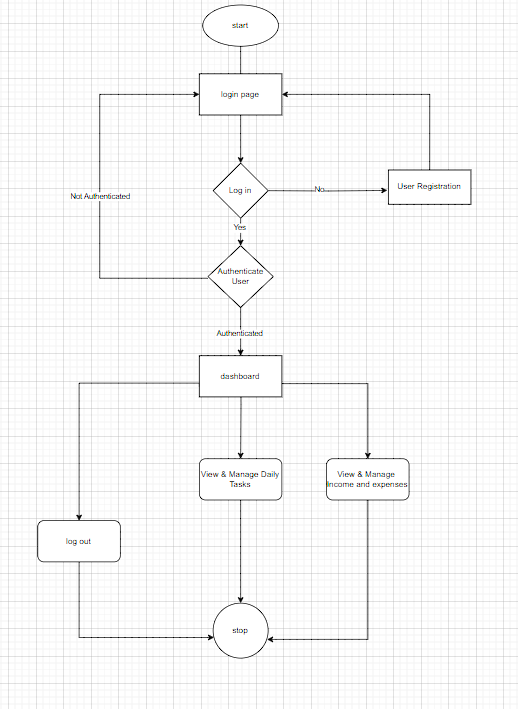 start
login page
Log in
No
User Registration
Not Authenticated
Yes
Authenticate
User
Authenticated
dashboard
View & Manage Daily
Tasks
View & Manage
Income and expenses
log out
stop